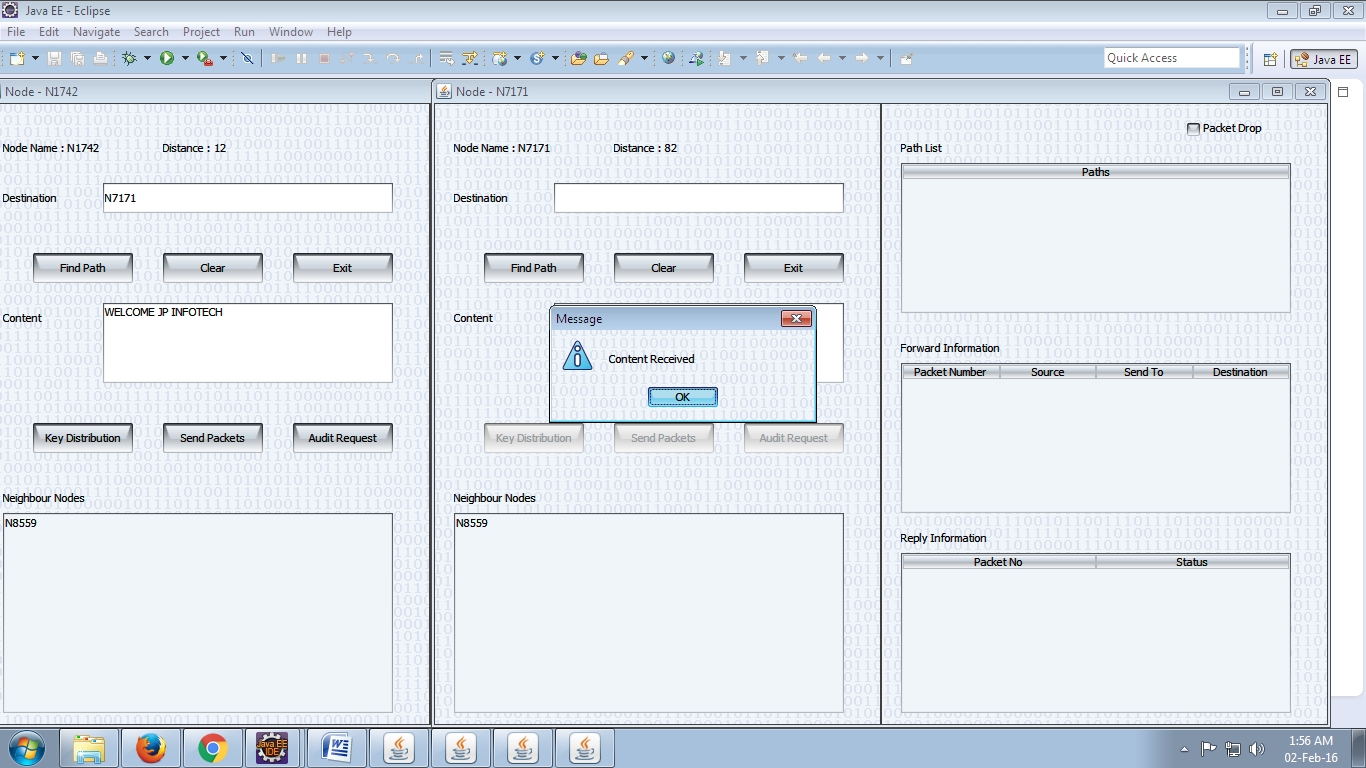 Java EE - Eclipse
File Edit Navigate Search Project Run Window Help
Quick Access
Java EE
Node - N1742
Node Name : N1742 Distance : 12
Destination N7171
Find Path Clear Exit
Content WELCOME JP INFOTECH
Key Distribution Send Packets Audit Request
Neighbour Nodes
N8559
Node - N7171
Node Name : N7171 Distance : 82
Destination
Find Path Clear Exit
Content
Message
Content Received
OK
Key Distribution Send Packets Audit Request
Neighbour Nodes
N8559
Packet Drop
Path List
Paths
Forward Information
Packet Number Source Send To Destination
Reply Information
Packet No Status
Java EE
IDE
1:56 AM
02-Feb-16